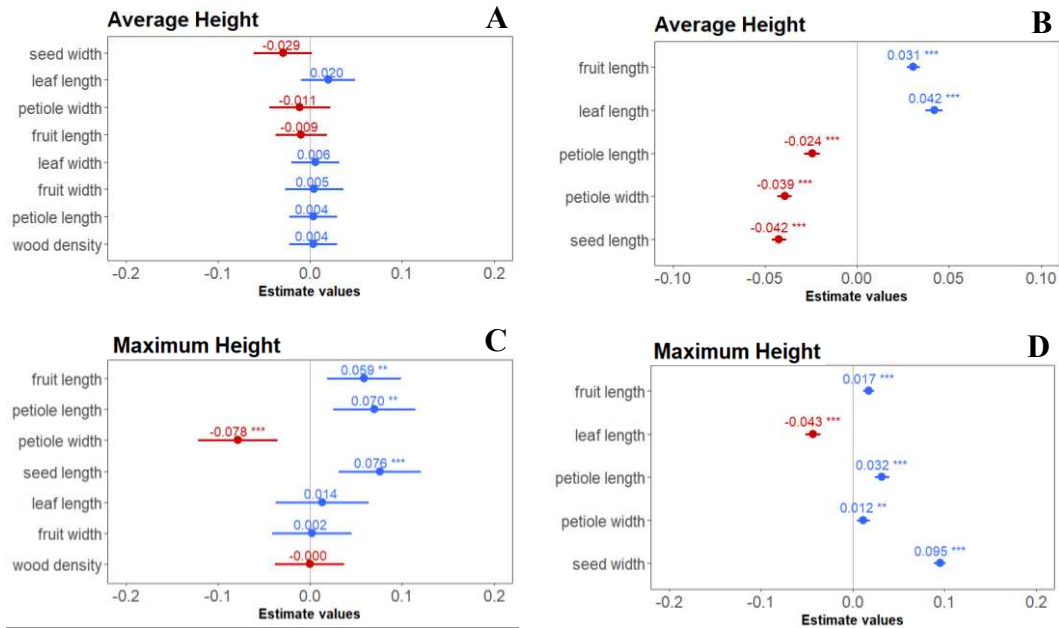 Average Height
A
seed width
-0.029
leaf length
0.020
petiole width
-0.011
fruit length
-0.009
leaf width
0.006
fruit width
0.005
petiole length
0.004
wood density
0.004
-0.2 -0.1 0.0 0.1 0.2
Estimate values
Average Height
B
fruit length
0.031 ***
leaf length
0.042 ***
petiole length
-0.024 ***
petiole width
-0.039 ***
seed length
-0.042 ***
-0.10 -0.05 0.00 0.05 0.10
Estimate values
Maximum Height
C
fruit length
0.059 **
petiole length
0.070 **
petiole width
-0.078 ***
seed length
0.076 ***
leaf length
0.014
fruit width
0.002
wood density
-0.000
-0.2 -0.1 0.0 0.1 0.2
Estimate values
Maximum Height
D
fruit length
0.017 ***
leaf length
-0.043 ***
petiole length
0.032 ***
petiole width
0.012 **
seed width
0.095 ***
-0.2 -0.1 0.0 0.1 0.2
Estimate values